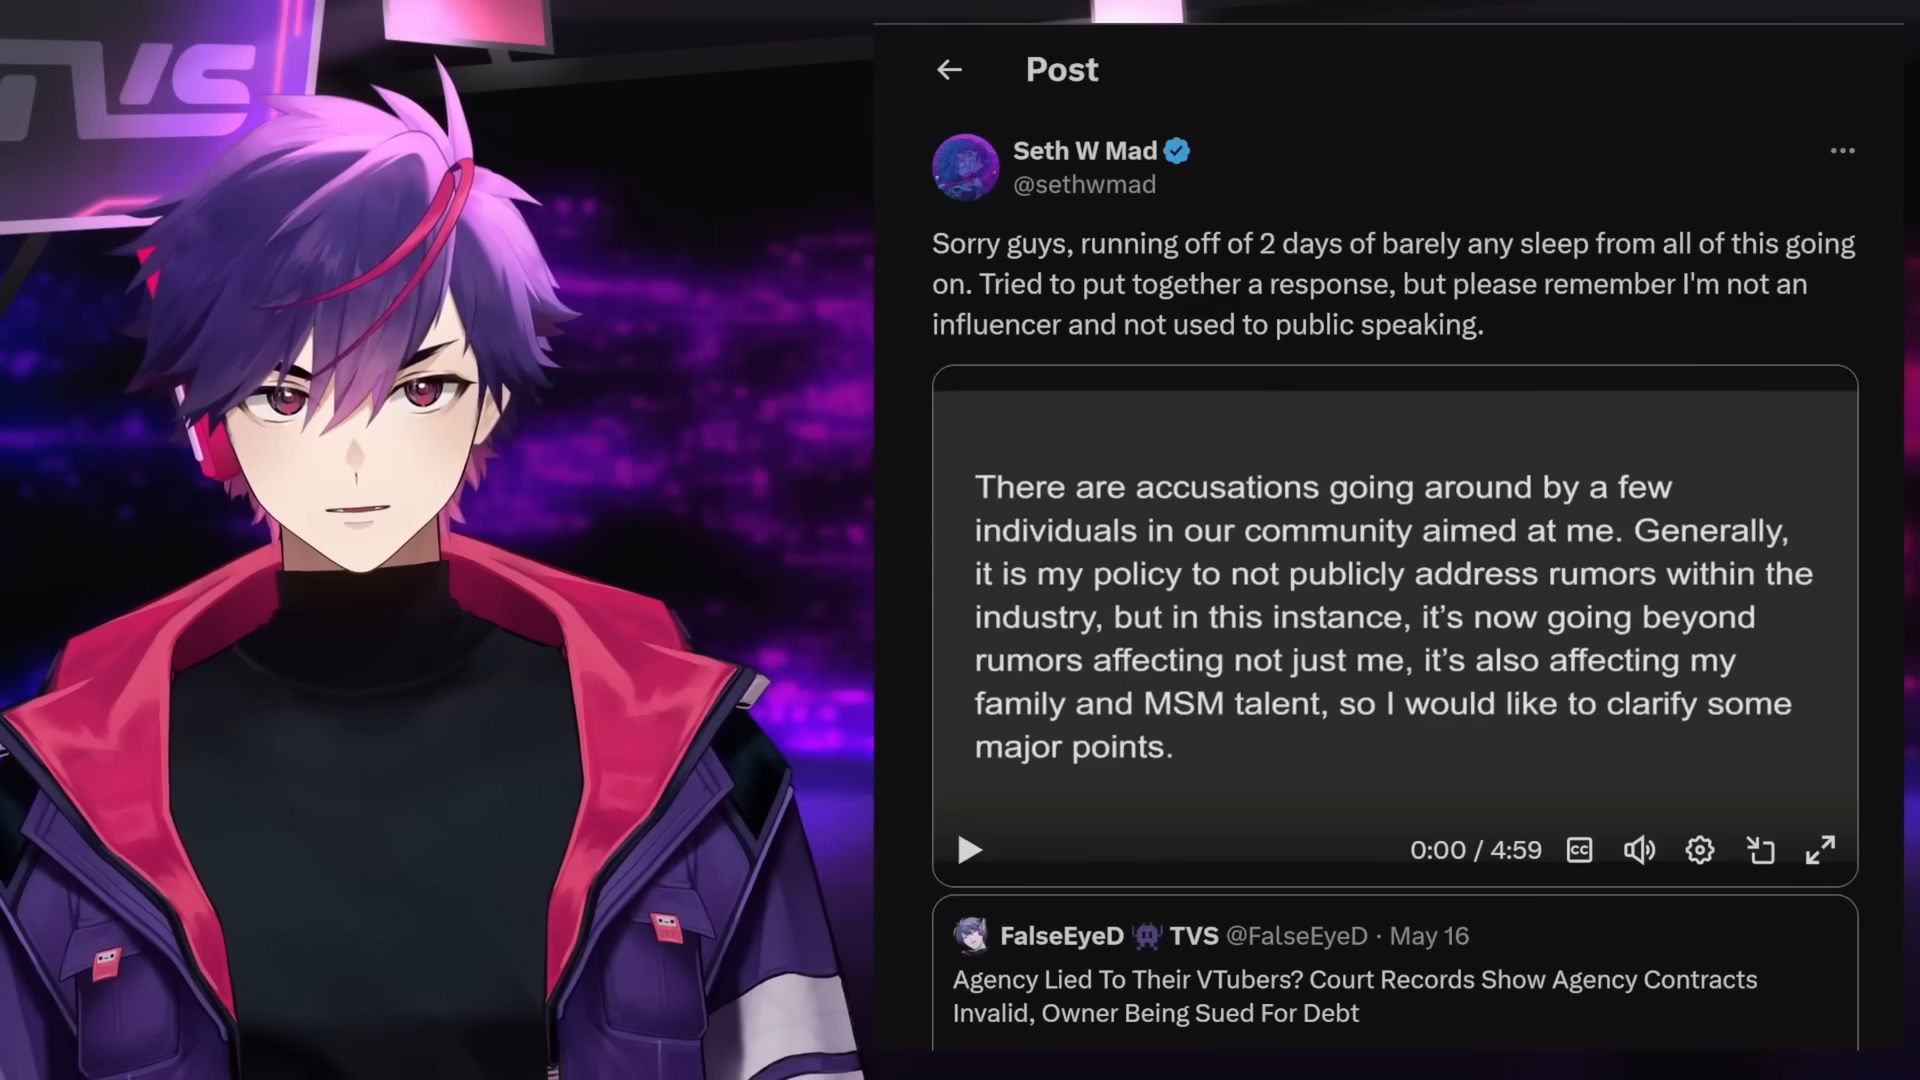 TVS
Post
Seth W Mad
@sethwmad
Sorry guys, running off of 2 days of barely any sleep from all of this going
on. Tried to put together a response, but please remember I'm not an
influencer and not used to public speaking.
There are accusations going around by a few
individuals in our community aimed at me. Generally,
it is my policy to not publicly address rumors within the
industry, but in this instance, it’s now going beyond
rumors affecting not just me, it’s also affecting my
family and MSM talent, so I would like to clarify some
major points.
0:00 / 4:59 CC
FalseEyeD TVS @FalseEyeD · May 16
Agency Lied To Their VTubers? Court Records Show Agency Contracts
Invalid, Owner Being Sued For Debt